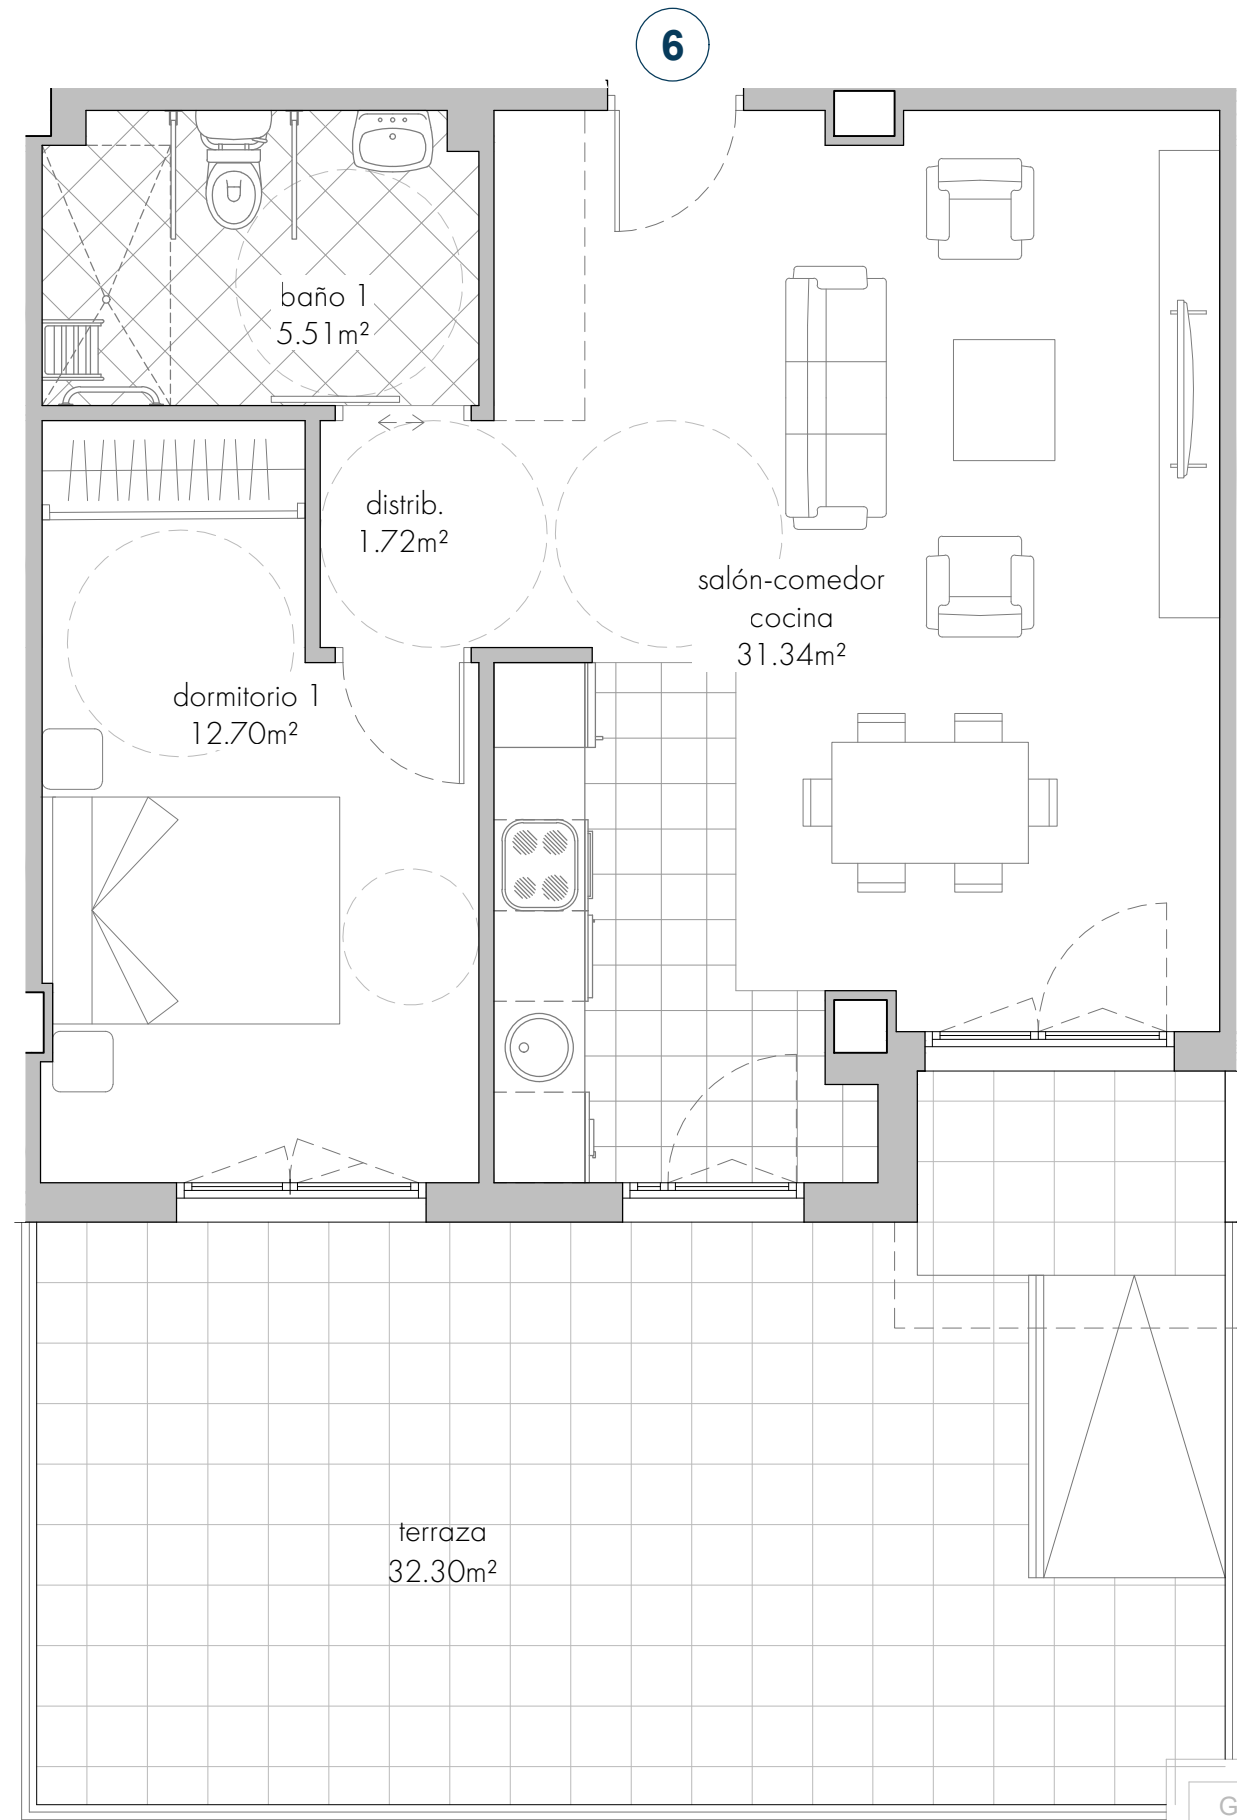 6
baño 1
5.51m²
distrib.
1.72m²
salón-comedor
cocina
31.34m²
dormitorio 1
12.70m²
terraza
32.30m²
G